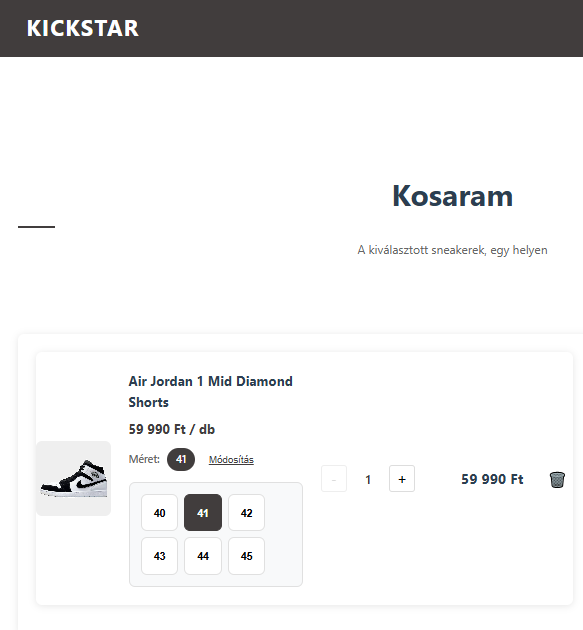 KICKSTAR
Kosaram
A kiválasztott sneakerek, egy helyen
Air Jordan 1 Mid Diamond
Shorts
59 990 Ft / db
Méret: 41 Módosítás
- 1 + 59 990 Ft
40 41 42
43 44 45